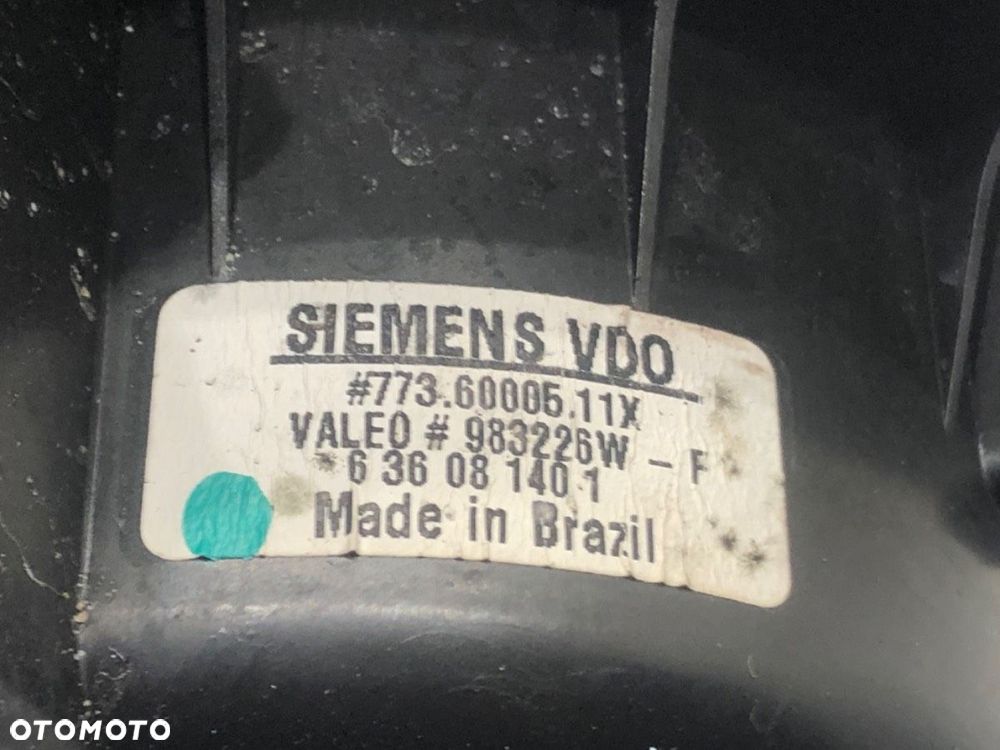 SIEMENS VDO
#773.60005.11X
VALEO # 983226W - F
6 36 08 140 1
Made in Brazil
OTOMOTO